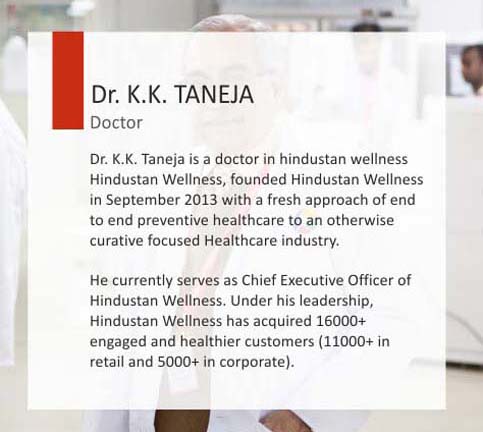 Dr. K.K. TANEJA
Doctor
Dr. K.K. Taneja is a doctor in hindustan wellness
Hindustan Wellness, founded Hindustan Wellness
in September 2013 with a fresh approach of end
to end preventive healthcare to an otherwise
curative focused Healthcare industry.
He currently serves as Chief Executive Officer of
Hindustan Wellness. Under his leadership,
Hindustan Wellness has acquired 16000+
engaged and healthier customers (11000+ in
retail and 5000+ in corporate).